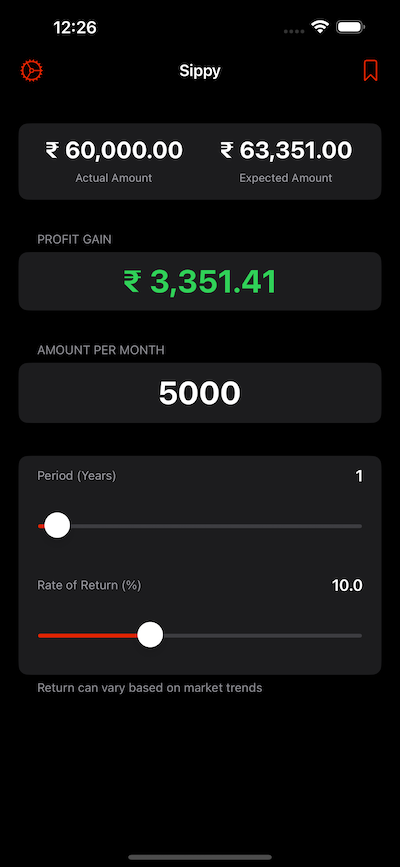 12:26
Sippy
₹ 60,000.00 ₹ 63,351.00
Actual Amount Expected Amount
PROFIT GAIN
₹ 3,351.41
AMOUNT PER MONTH
5000
Period (Years) 1
Rate of Return (%) 10.0
Return can vary based on market trends